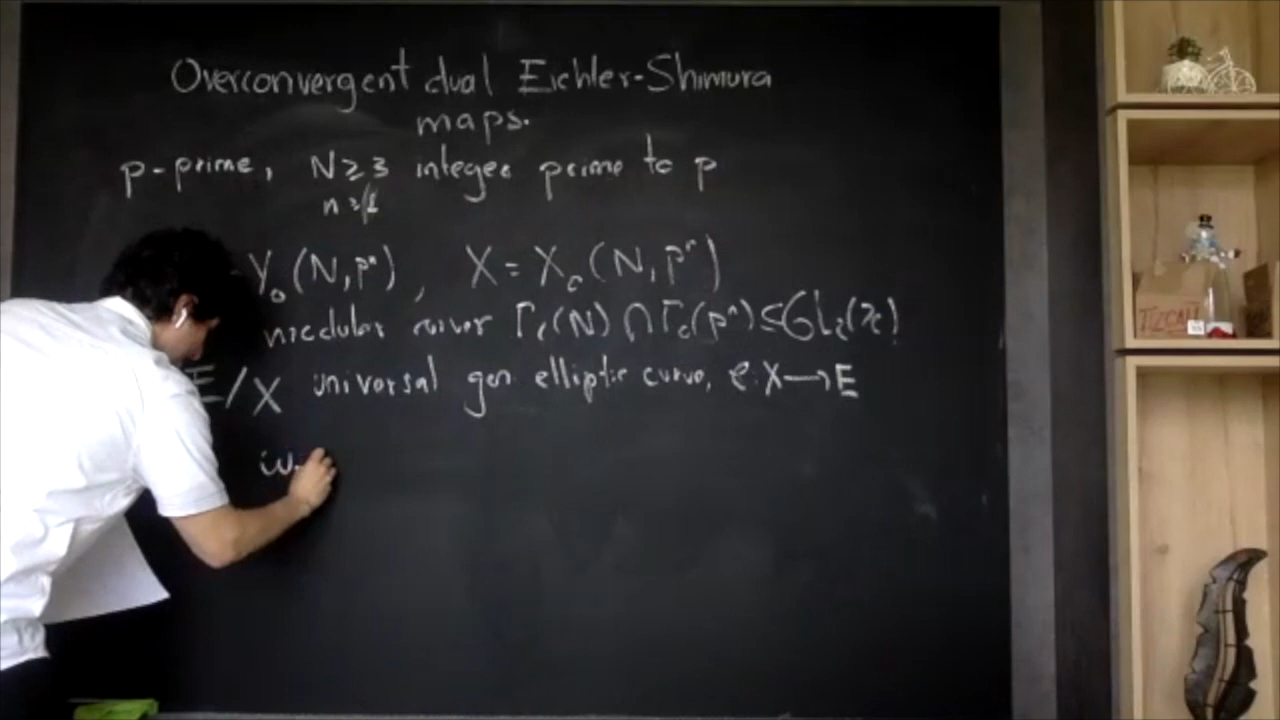 Overconvergent dual Eichler-Shimura
maps.
p-prime, N ≥ 3 integer prime to p
n ≥ 1
Y₀(N, pⁿ), X = X₀(N, pⁿ)
modular curver Γ₁(N) ∩ Γ₀(pⁿ) ≤ GL₂(ℤ)
E/X universal gen. elliptic curve, e: X → E
ω